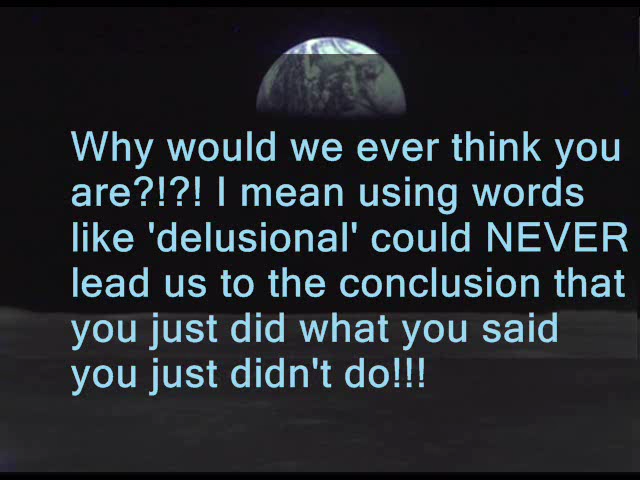 Why would we ever think you
are?!?! I mean using words
like 'delusional' could NEVER
lead us to the conclusion that
you just did what you said
you just didn't do!!!